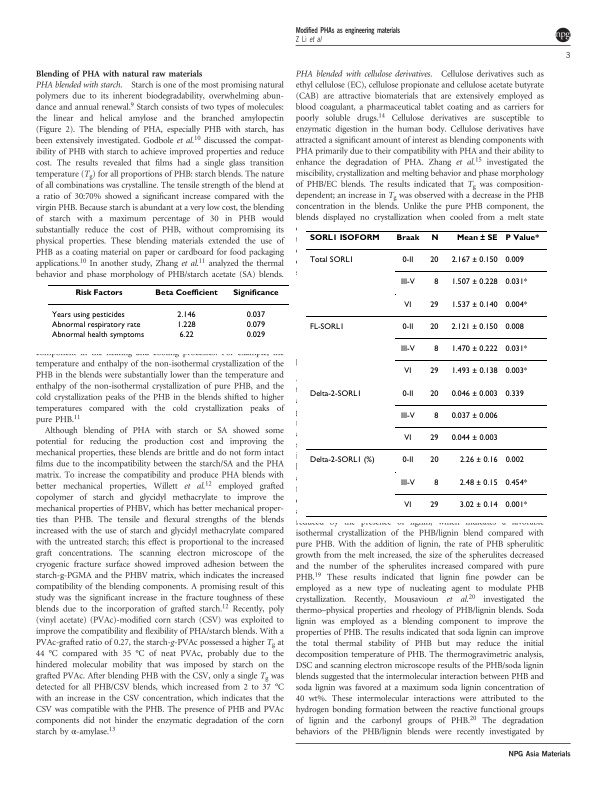 Modified PHAs as engineering materials
Z Li et al
npg
3
Blending of PHA with natural raw materials
PHA blended with starch. Starch is one of the most promising natural
polymers due to its inherent biodegradability, overwhelming abun-
dance and annual renewal.9 Starch consists of two types of molecules:
the linear and helical amylose and the branched amylopectin
(Figure 2). The blending of PHA, especially PHB with starch, has
been extensively investigated. Godbole et al.10 discussed the compat-
ibility of PHB with starch to achieve improved properties and reduce
cost. The results revealed that films had a single glass transition
temperature (Tg) for all proportions of PHB: starch blends. The nature
of all combinations was crystalline. The tensile strength of the blend at
a ratio of 30:70% showed a significant increase compared with the
virgin PHB. Because starch is abundant at a very low cost, the blending
of starch with a maximum percentage of 30 in PHB would
substantially reduce the cost of PHB, without compromising its
physical properties. These blending materials extended the use of
PHB as a coating material on paper or cardboard for food packaging
applications.10 In another study, Zhang et al.11 analyzed the thermal
behavior and phase morphology of PHB/starch acetate (SA) blends.
Risk Factors Beta Coefficient Significance
Years using pesticides 2.146 0.037
Abnormal respiratory rate 1.228 0.079
Abnormal health symptoms 6.22 0.029
temperature and enthalpy of the non-isothermal crystallization of the
PHB in the blends were substantially lower than the temperature and
enthalpy of the non-isothermal crystallization of pure PHB, and the
cold crystallization peaks of the PHB in the blends shifted to higher
temperatures compared with the cold crystallization peaks of
pure PHB.11
Although blending of PHA with starch or SA showed some
potential for reducing the production cost and improving the
mechanical properties, these blends are brittle and do not form intact
films due to the incompatibility between the starch/SA and the PHA
matrix. To increase the compatibility and produce PHA blends with
better mechanical properties, Willett et al.12 employed grafted
copolymer of starch and glycidyl methacrylate to improve the
mechanical properties of PHBV, which has better mechanical proper-
ties than PHB. The tensile and flexural strengths of the blends
increased with the use of starch and glycidyl methacrylate compared
with the untreated starch; this effect is proportional to the increased
graft concentrations. The scanning electron microscope of the
cryogenic fracture surface showed improved adhesion between the
starch-g-PGMA and the PHBV matrix, which indicates the increased
compatibility of the blending components. A promising result of this
study was the significant increase in the fracture toughness of these
blends due to the incorporation of grafted starch.12 Recently, poly
(vinyl acetate) (PVAc)-modified corn starch (CSV) was exploited to
improve the compatibility and flexibility of PHA/starch blends. With a
PVAc-grafted ratio of 0.27, the starch-g-PVAc possessed a higher Tg at
44 °C compared with 35 °C of neat PVAc, probably due to the
hindered molecular mobility that was imposed by starch on the
grafted PVAc. After blending PHB with the CSV, only a single Tg was
detected for all PHB/CSV blends, which increased from 2 to 37 °C
with an increase in the CSV concentration, which indicates that the
CSV was compatible with the PHB. The presence of PHB and PVAc
components did not hinder the enzymatic degradation of the corn
starch by α-amylase.13
PHA blended with cellulose derivatives. Cellulose derivatives such as
ethyl cellulose (EC), cellulose propionate and cellulose acetate butyrate
(CAB) are attractive biomaterials that are extensively employed as
blood coagulant, a pharmaceutical tablet coating and as carriers for
poorly soluble drugs.14 Cellulose derivatives are susceptible to
enzymatic digestion in the human body. Cellulose derivatives have
attracted a significant amount of interest as blending components with
PHA primarily due to their compatibility with PHA and their ability to
enhance the degradation of PHA. Zhang et al.15 investigated the
miscibility, crystallization and melting behavior and phase morphology
of PHB/EC blends. The results indicated that Tg was composition-
dependent; an increase in Tg was observed with a decrease in the PHB
concentration in the blends. Unlike the pure PHB component, the
blends displayed no crystallization when cooled from a melt state
SORL1 ISOFORM Braak N Mean ± SE P Value*
Total SORL1 0-II 20 2.167 ± 0.150 0.009
III-V 8 1.507 ± 0.228 0.031*
VI 29 1.537 ± 0.140 0.004*
FL-SORL1 0-II 20 2.121 ± 0.150 0.008
III-V 8 1.470 ± 0.222 0.031*
VI 29 1.493 ± 0.138 0.003*
Delta-2-SORL1 0-II 20 0.046 ± 0.003 0.339
III-V 8 0.037 ± 0.006
VI 29 0.044 ± 0.003
Delta-2-SORL1 (%) 0-II 20 2.26 ± 0.16 0.002
III-V 8 2.48 ± 0.15 0.454*
VI 29 3.02 ± 0.14 0.001*
isothermal crystallization of the PHB/lignin blend compared with
pure PHB. With the addition of lignin, the rate of PHB spherulitic
growth from the melt increased, the size of the spherulites decreased
and the number of the spherulites increased compared with pure
PHB.19 These results indicated that lignin fine powder can be
employed as a new type of nucleating agent to modulate PHB
crystallization. Recently, Mousavioun et al.20 investigated the
thermo–physical properties and rheology of PHB/lignin blends. Soda
lignin was employed as a blending component to improve the
properties of PHB. The results indicated that soda lignin can improve
the total thermal stability of PHB but may reduce the initial
decomposition temperature of PHB. The thermogravimetric analysis,
DSC and scanning electron microscope results of the PHB/soda lignin
blends suggested that the intermolecular interaction between PHB and
soda lignin was favored at a maximum soda lignin concentration of
40 wt%. These intermolecular interactions were attributed to the
hydrogen bonding formation between the reactive functional groups
of lignin and the carbonyl groups of PHB.20 The degradation
behaviors of the PHB/lignin blends were recently investigated by
NPG Asia Materials